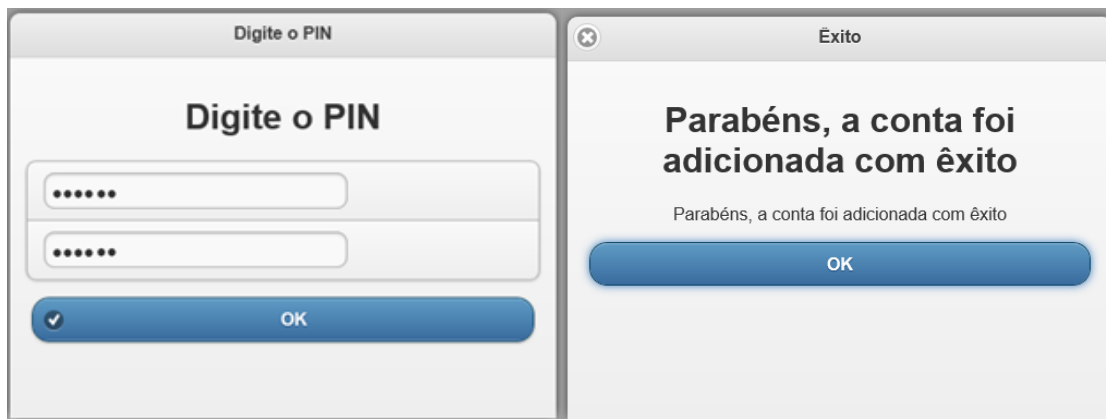 Digite o PIN
Digite o PIN
••••••
••••••
OK
Êxito
Parabéns, a conta foi
adicionada com êxito
Parabéns, a conta foi adicionada com êxito
OK